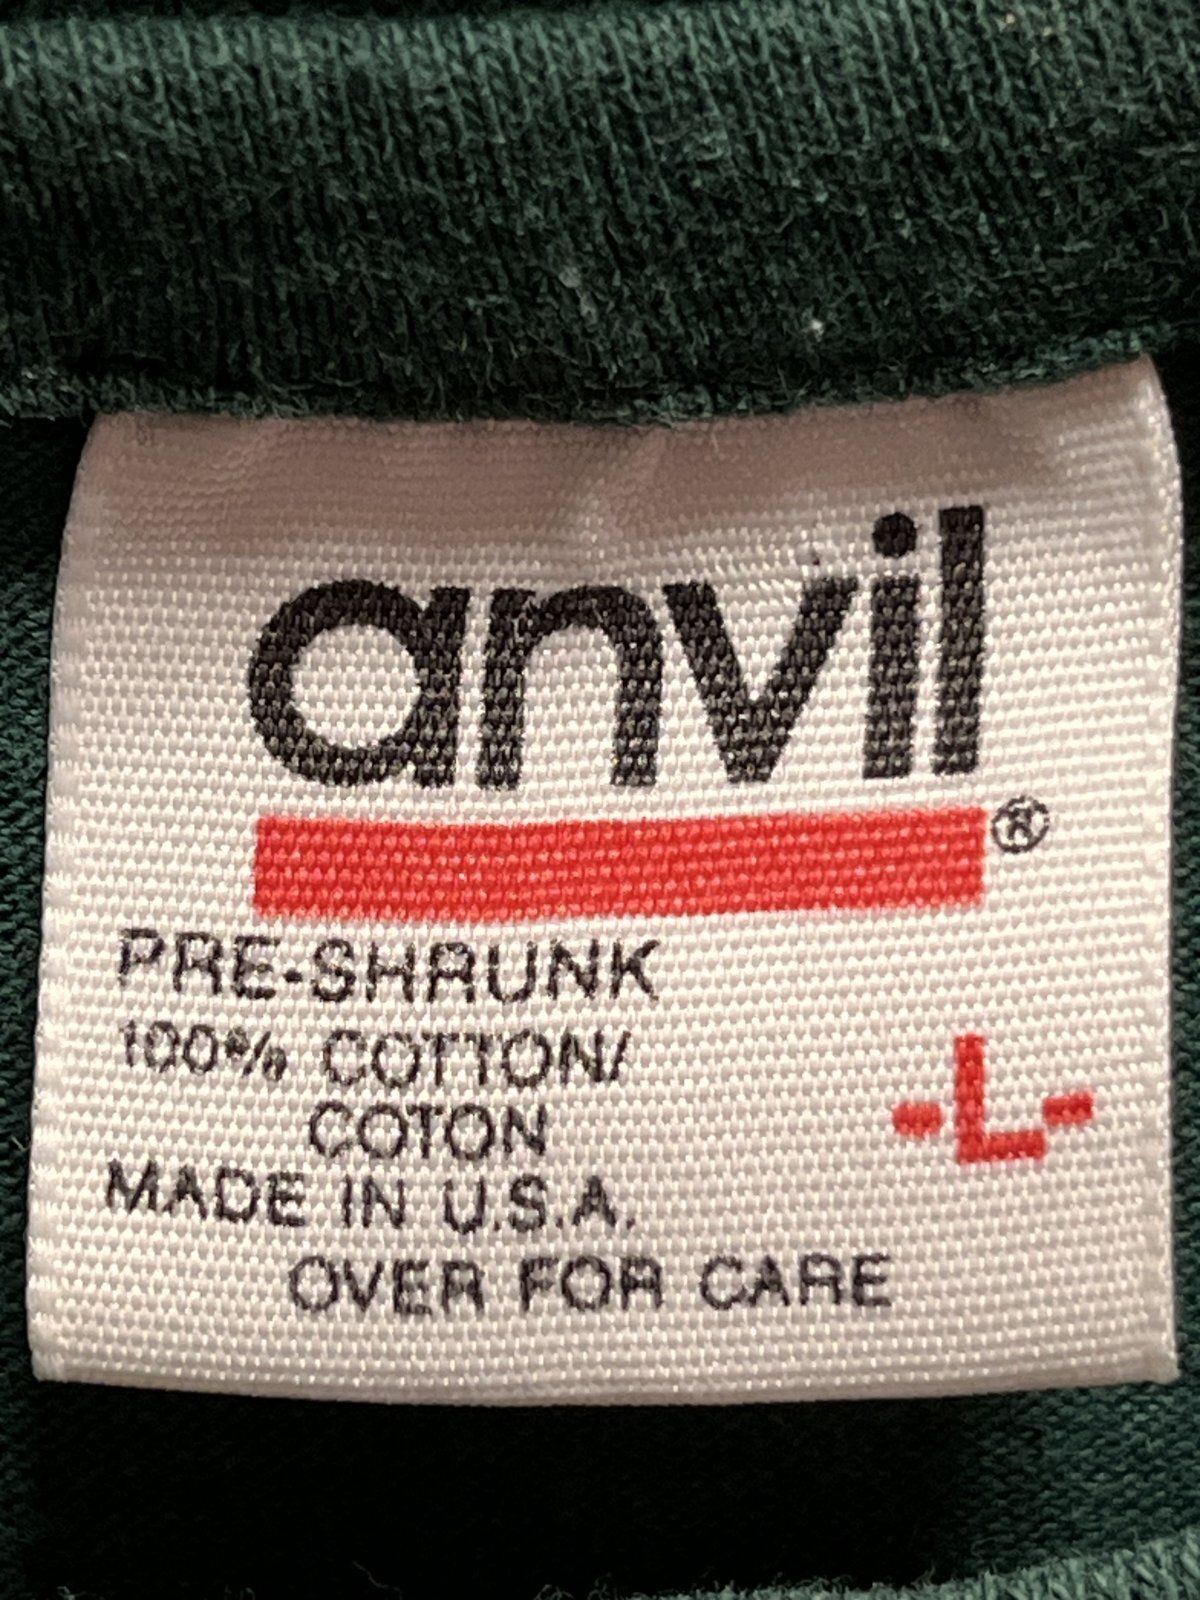 anvil
®
PRE-SHRUNK
100% COTTON/
COTON
-L-
MADE IN U.S.A.
OVER FOR CARE